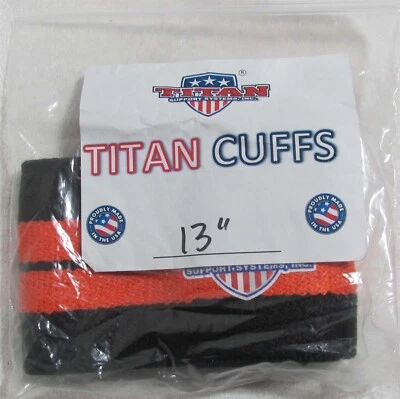 TITAN
®
SUPPORT SYSTEMS, INC.
TITAN CUFFS
PROUDLY MADE
IN THE USA
PROUDLY MADE
IN THE USA
13"
SUPPORT SYSTEMS, INC.